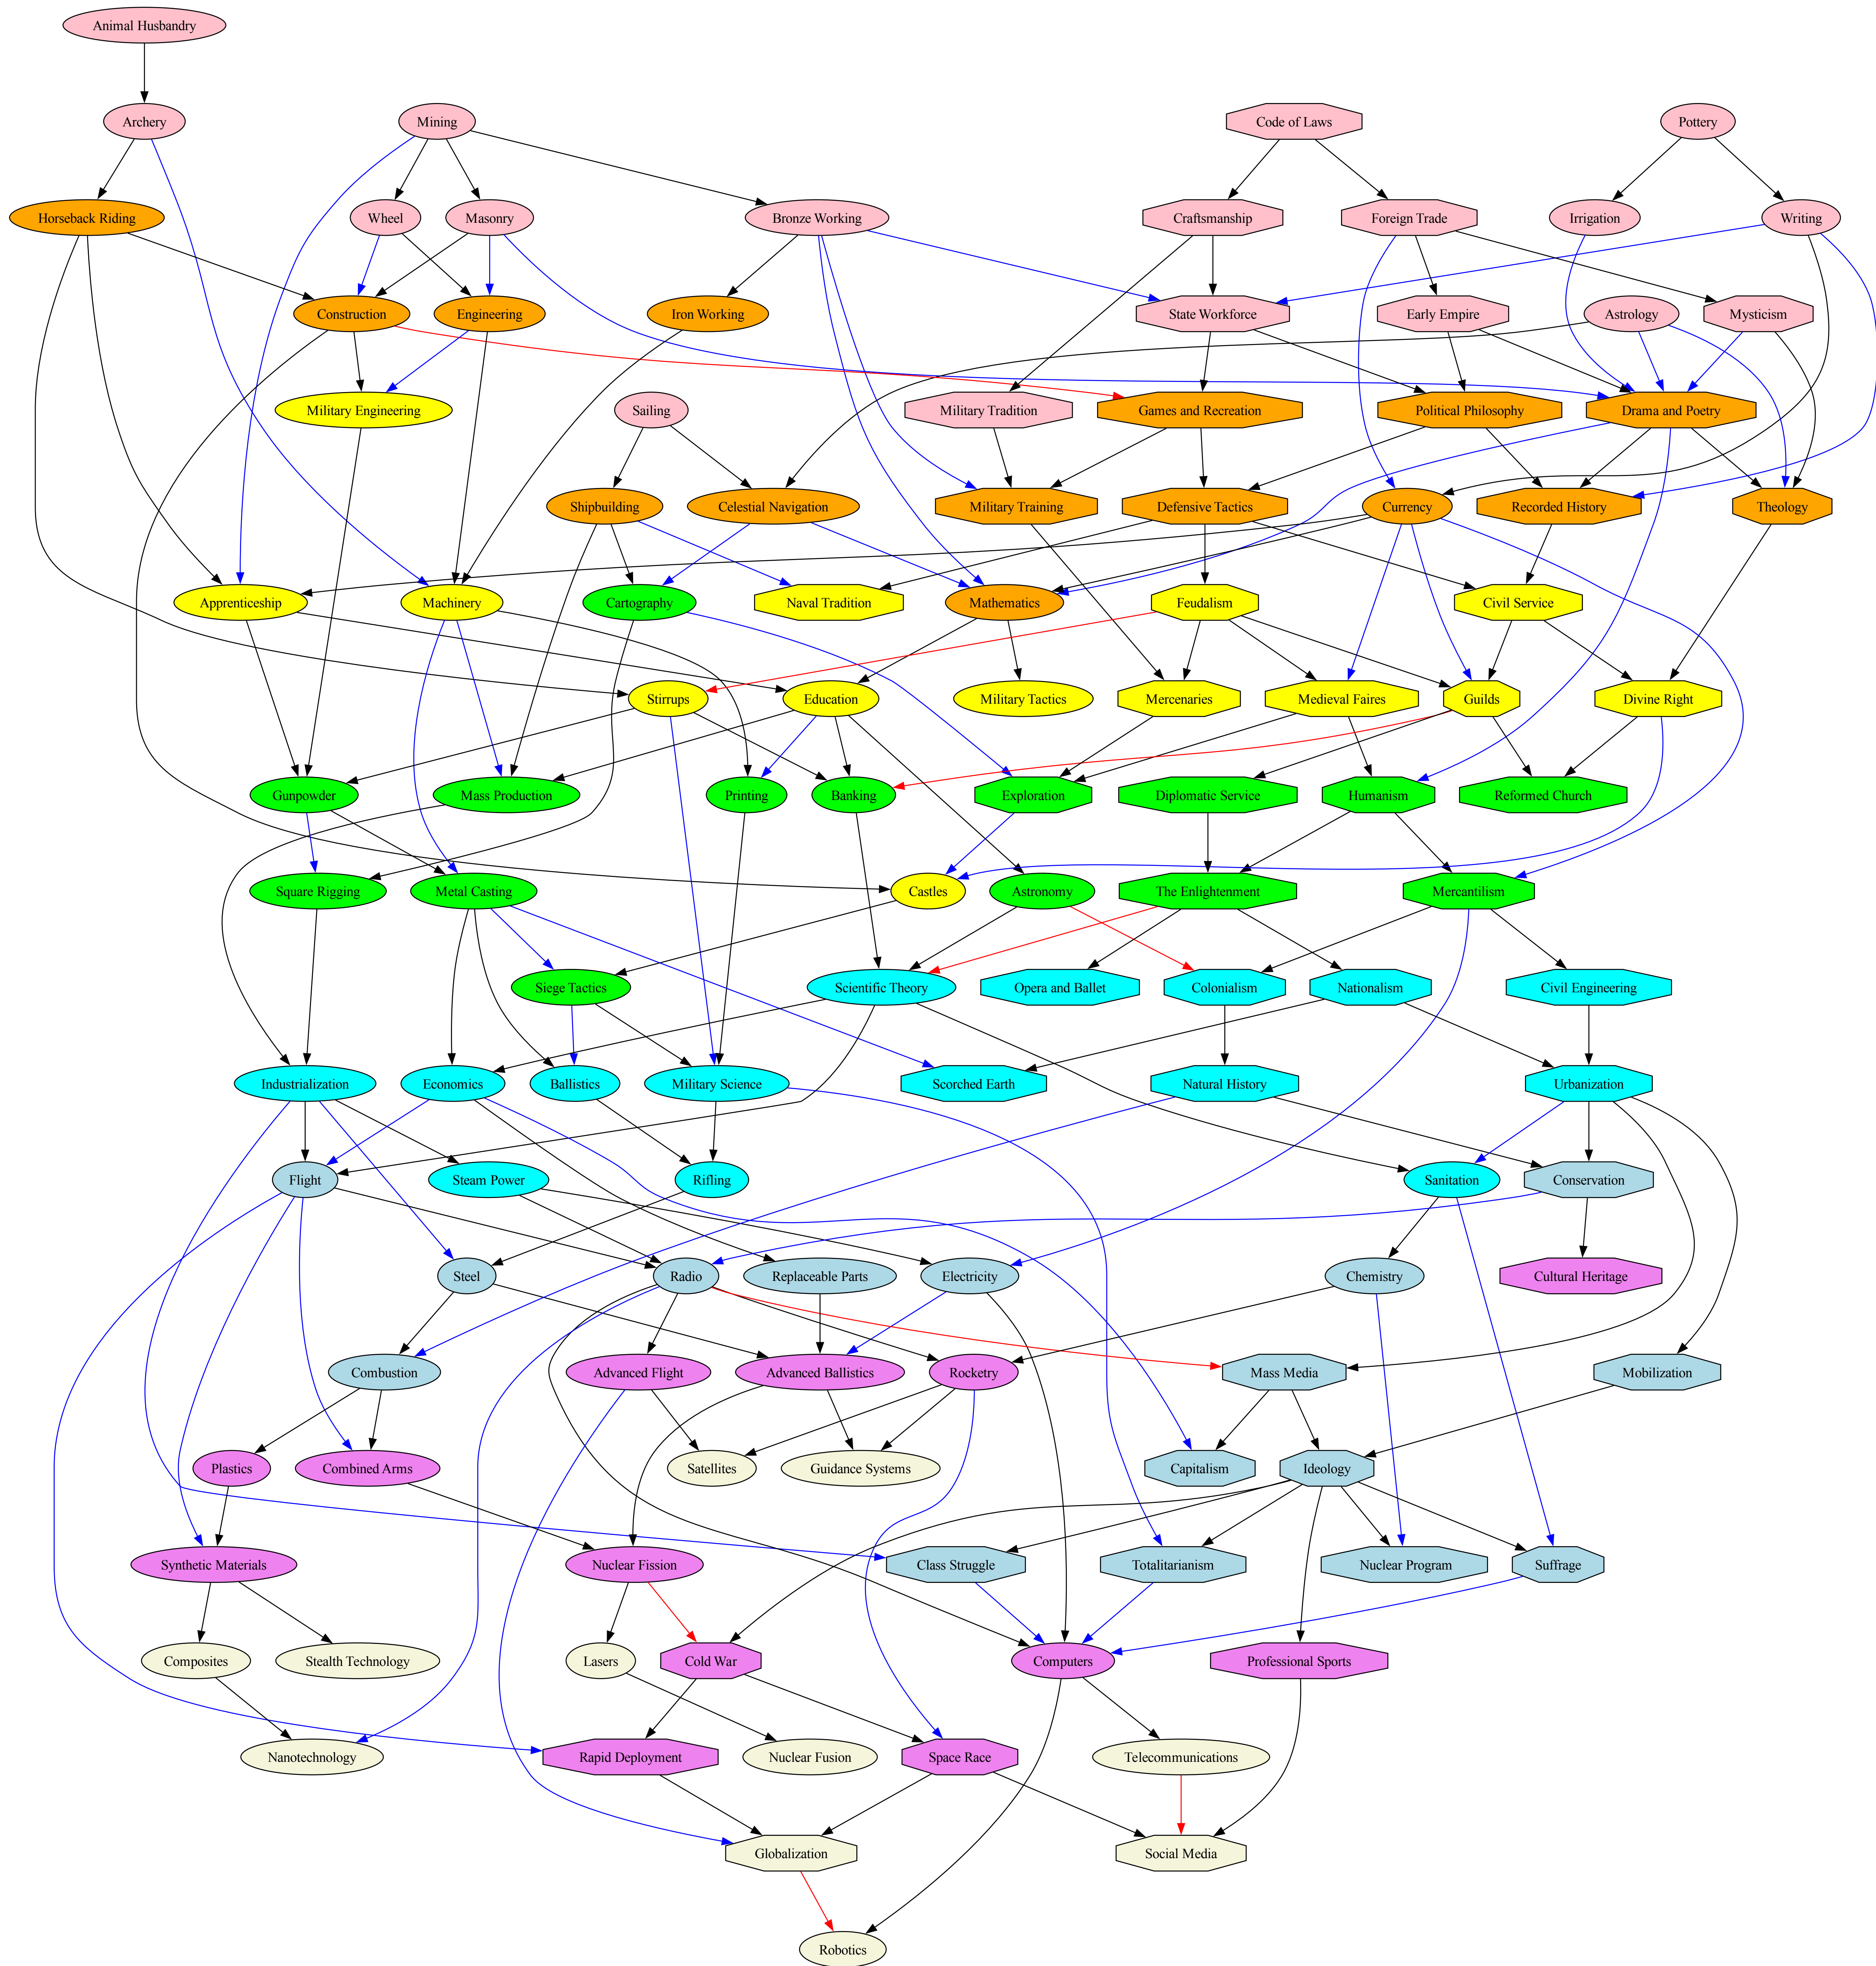 Animal Husbandry
Archery
Mining
Code of Laws
Pottery
Horseback Riding
Wheel
Masonry
Bronze Working
Craftsmanship
Foreign Trade
Irrigation
Writing
Construction
Engineering
Iron Working
State Workforce
Early Empire
Astrology
Mysticism
Military Engineering
Sailing
Military Tradition
Games and Recreation
Political Philosophy
Drama and Poetry
Shipbuilding
Celestial Navigation
Military Training
Defensive Tactics
Currency
Recorded History
Theology
Apprenticeship
Machinery
Cartography
Naval Tradition
Mathematics
Feudalism
Civil Service
Stirrups
Education
Military Tactics
Mercenaries
Medieval Faires
Guilds
Divine Right
Gunpowder
Mass Production
Printing
Banking
Exploration
Diplomatic Service
Humanism
Reformed Church
Square Rigging
Metal Casting
Castles
Astronomy
The Enlightenment
Mercantilism
Siege Tactics
Scientific Theory
Opera and Ballet
Colonialism
Nationalism
Civil Engineering
Industrialization
Economics
Ballistics
Military Science
Scorched Earth
Natural History
Urbanization
Flight
Steam Power
Rifling
Sanitation
Conservation
Steel
Radio
Replaceable Parts
Electricity
Chemistry
Cultural Heritage
Combustion
Advanced Flight
Advanced Ballistics
Rocketry
Mass Media
Mobilization
Plastics
Combined Arms
Satellites
Guidance Systems
Capitalism
Ideology
Synthetic Materials
Nuclear Fission
Class Struggle
Totalitarianism
Nuclear Program
Suffrage
Composites
Stealth Technology
Lasers
Cold War
Computers
Professional Sports
Nanotechnology
Rapid Deployment
Nuclear Fusion
Space Race
Telecommunications
Globalization
Social Media
Robotics